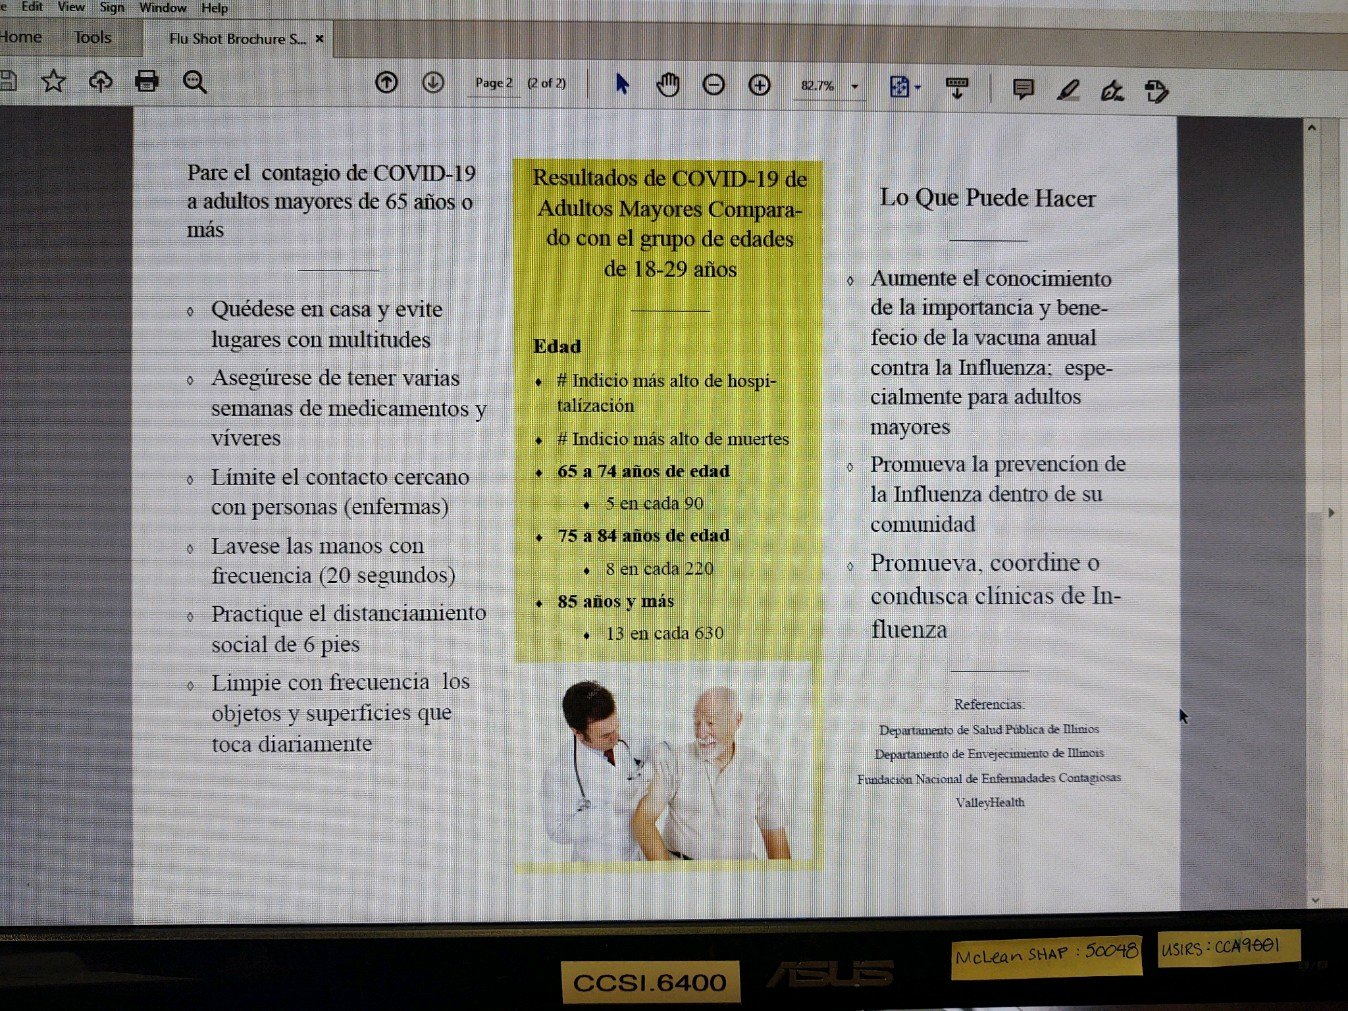 e Edit View Sign Window Help
Home Tools Flu Shot Brochure S... ×
Page 2 (2 of 2) 82.7%
Pare el contagio de COVID-19
a adultos mayores de 65 años o
más
Quédese en casa y evite
lugares con multitudes
Asegúrese de tener varias
semanas de medicamentos y
víveres
Límite el contacto cercano
con personas (enfermas)
Lavese las manos con
frecuencia (20 segundos)
Practique el distanciamiento
social de 6 pies
Limpie con frecuencia los
objetos y superficies que
toca diariamente
Resultados de COVID-19 de
Adultos Mayores Compara-
do con el grupo de edades
de 18-29 años
Edad
# Indicio más alto de hospi-
talización
# Indicio más alto de muertes
65 a 74 años de edad
5 en cada 90
75 a 84 años de edad
8 en cada 220
85 años y más
13 en cada 630
Lo Que Puede Hacer
Aumente el conocimiento
de la importancia y bene-
fecio de la vacuna anual
contra la Influenza; espe-
cialmente para adultos
mayores
Promueva la prevencíon de
la Influenza dentro de su
comunidad
Promueva, coordine o
condusca clínicas de In-
fluenza
Referencias:
Departamento de Salud Pública de Illinios
Departamento de Envejecimiento de Illinois
Fundación Nacional de Enfermadades Contagiosas
ValleyHealth
CCSI.6400
ASUS
McLean SHAP : 50048
USIRS: CCA9001